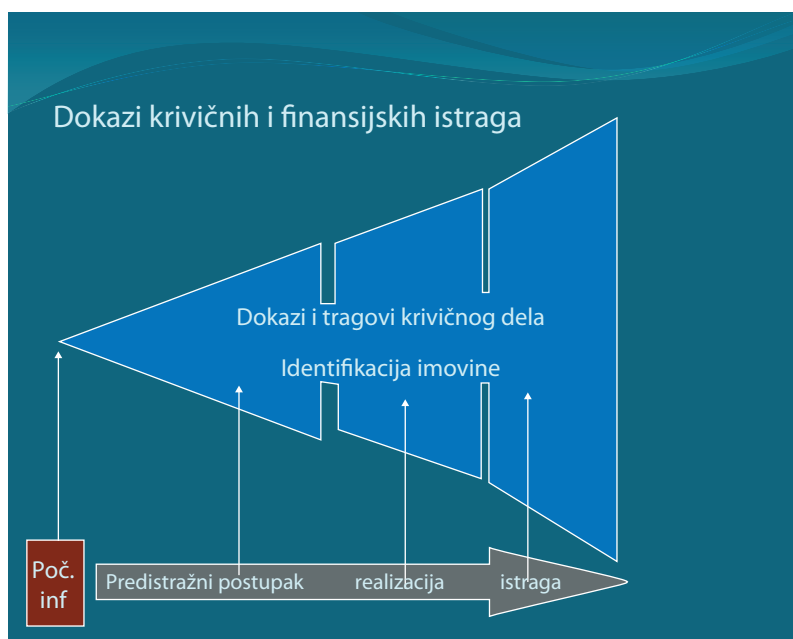 Dokazi krivičnih i finansijskih istraga
Dokazi i tragovi krivičnog dela
Identifikacija imovine
Poč.
inf
Predistražni postupak
realizacija
istraga